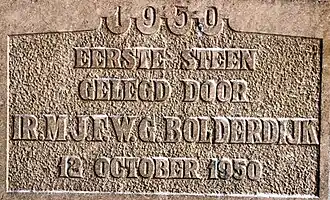 1950
EERSTE STEEN
GELEGD DOOR
IR. M.J.F.W.G. BOLDERDIJK
12 OCTOBER 1950